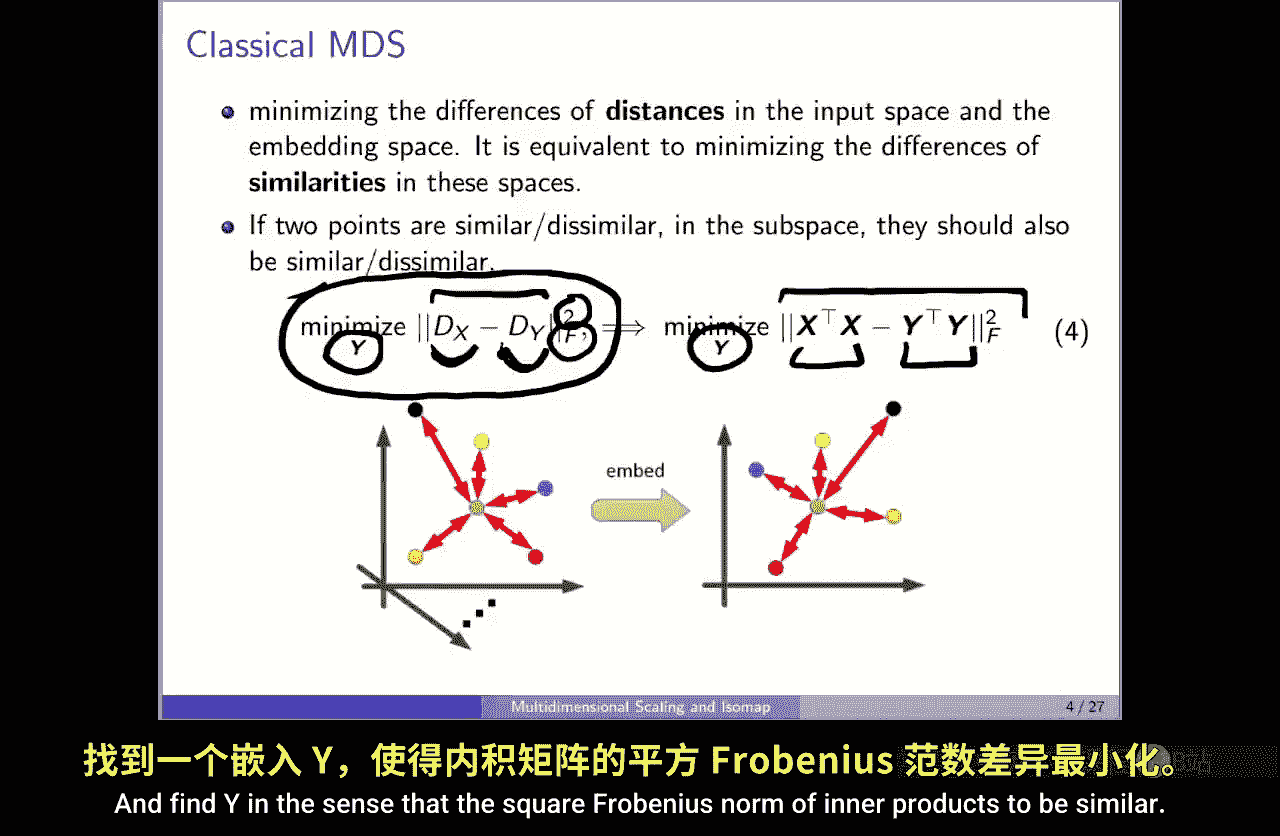 Classical MDS
minimizing the differences of distances in the input space and the
embedding space. It is equivalent to minimizing the differences of
similarities in these spaces.
If two points are similar/dissimilar, in the subspace, they should also
be similar/dissimilar.
minimize ||D_X − D_Y||²_F, ⟹ minimize ||X⊤X − Y⊤Y||²_F (4)
Y Y
embed
Multidimensional Scaling and Isomap 4 / 27
找到一个嵌入 Y，使得内积矩阵的平方 Frobenius 范数差异最小化。
And find Y in the sense that the square Frobenius norm of inner products to be similar.